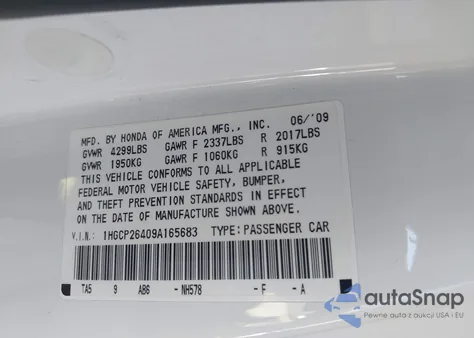 MFD. BY HONDA OF AMERICA MFG., INC. 06/'09
GVWR 4299LBS GAWR F 2337LBS R 2017LBS
GVWR 1950KG GAWR F 1060KG R 915KG
THIS VEHICLE CONFORMS TO ALL APPLICABLE
FEDERAL MOTOR VEHICLE SAFETY, BUMPER,
AND THEFT PREVENTION STANDARDS IN EFFECT
ON THE DATE OF MANUFACTURE SHOWN ABOVE.
V.I.N.: 1HGCP26409A165683 TYPE: PASSENGER CAR
TA5 9 AB6 -NH578 -F -A
autoSnap
Pewne auta z aukcji USA - EU